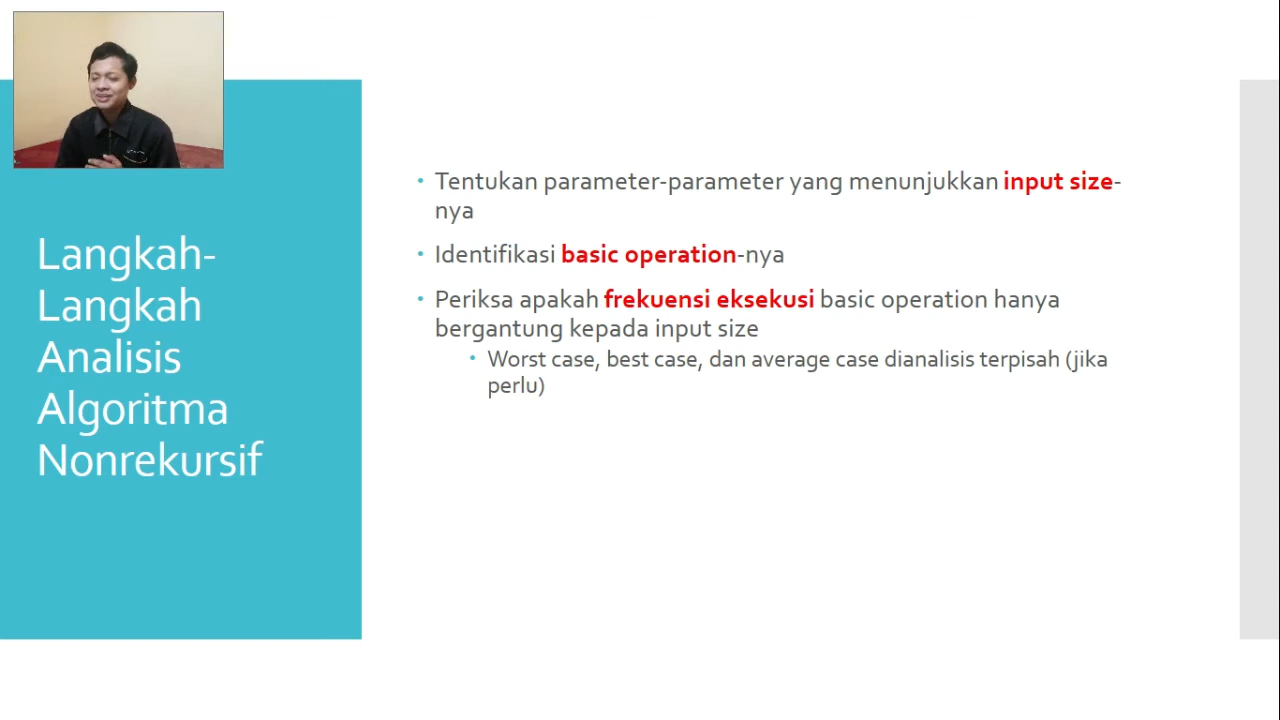 Langkah-
Langkah
Analisis
Algoritma
Nonrekursif
• Tentukan parameter-parameter yang menunjukkan input size-
nya
• Identifikasi basic operation-nya
• Periksa apakah frekuensi eksekusi basic operation hanya
bergantung kepada input size
• Worst case, best case, dan average case dianalisis terpisah (jika
perlu)